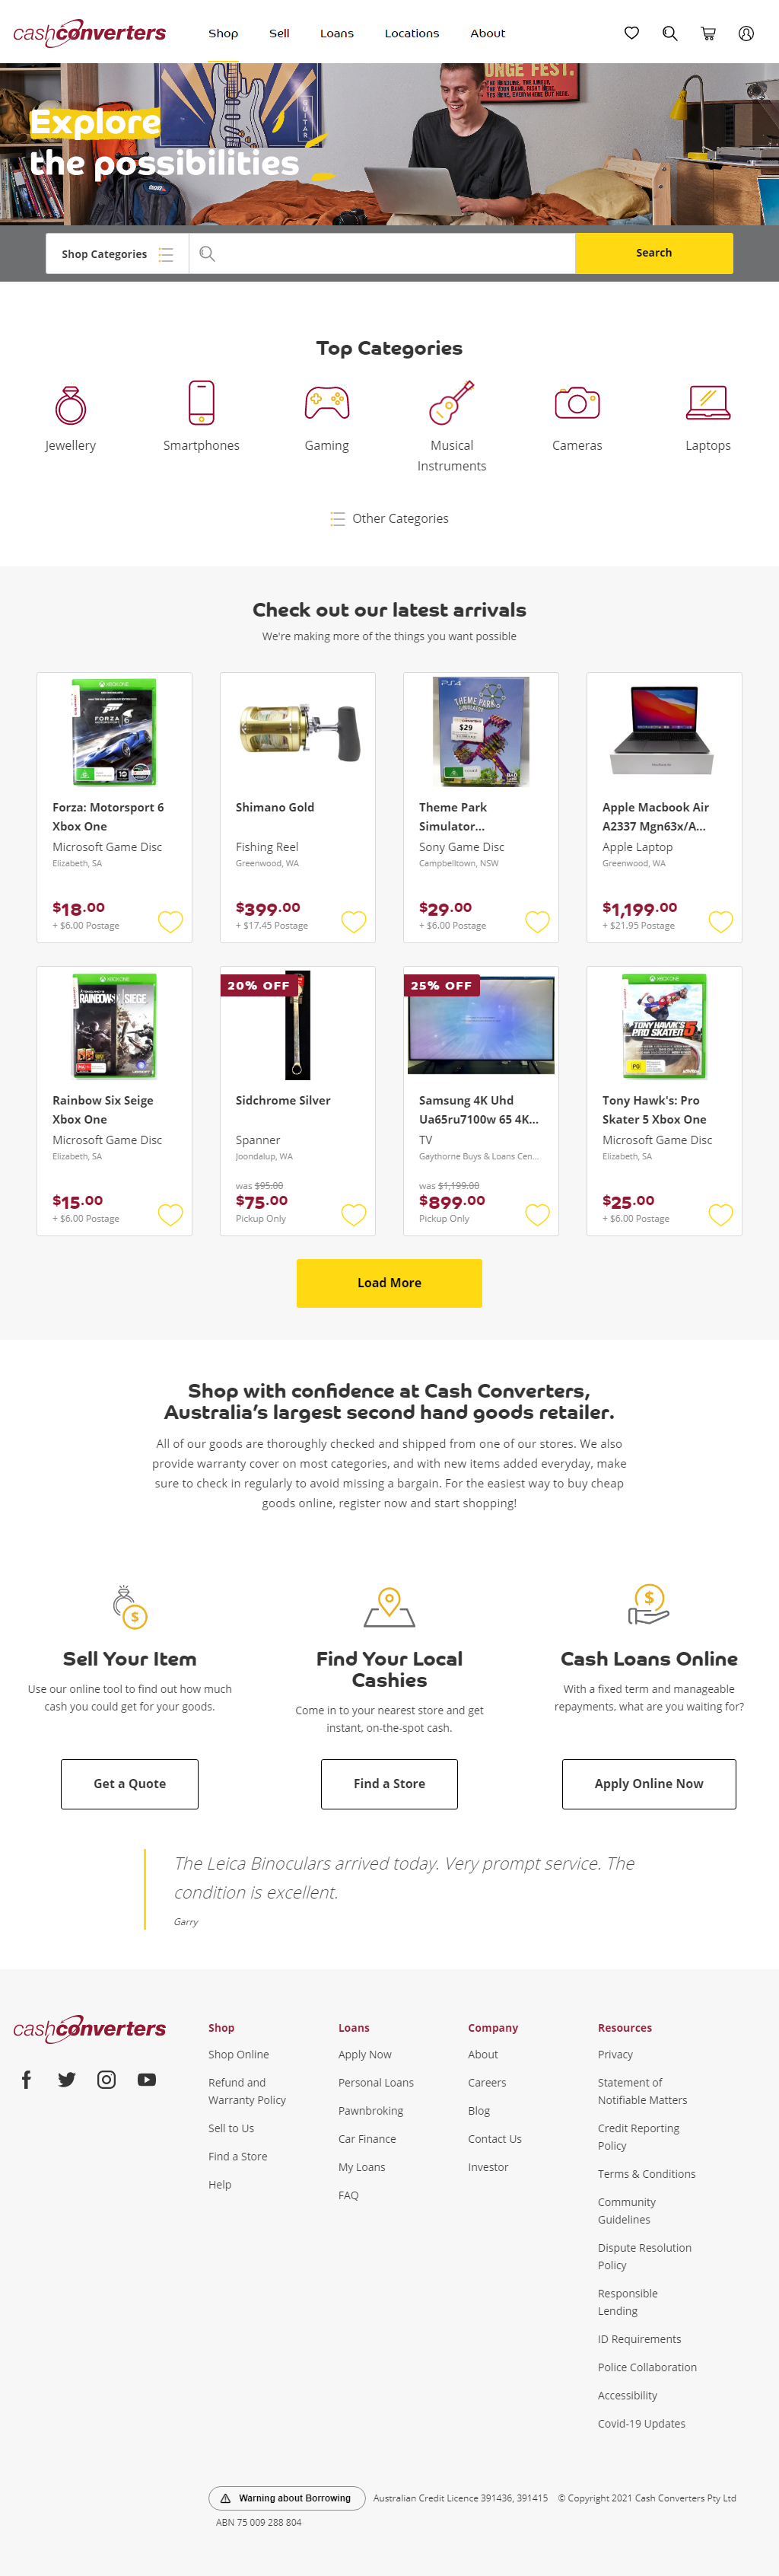 cashconverters
Shop
Sell
Loans
Locations
About
Explore
the possibilities
Shop Categories
Search
Top Categories
Jewellery
Smartphones
Gaming
Musical
Instruments
Cameras
Laptops
Other Categories
Check out our latest arrivals
We're making more of the things you want possible
Forza: Motorsport 6
Xbox One
Microsoft Game Disc
Elizabeth, SA
$18.00
+ $6.00 Postage
Shimano Gold
Fishing Reel
Greenwood, WA
$399.00
+ $17.45 Postage
PS4
THEME PARK
SIMULATOR
$29
Theme Park
Simulator...
Sony Game Disc
Campbelltown, NSW
$29.00
+ $6.00 Postage
Apple Macbook Air
A2337 Mgn63x/A...
Apple Laptop
Greenwood, WA
$1,199.00
+ $21.95 Postage
XBOX ONE
RAINBOW SIEGE
Rainbow Six Seige
Xbox One
Microsoft Game Disc
Elizabeth, SA
$15.00
+ $6.00 Postage
20% OFF
Sidchrome Silver
Spanner
Joondalup, WA
was $95.00
$75.00
Pickup Only
25% OFF
Samsung 4K Uhd
Ua65ru7100w 65 4K...
TV
Gaythorne Buys & Loans Cen...
was $1,199.00
$899.00
Pickup Only
XBOX ONE
TONY HAWK'S
PRO SKATER 5
PG
Tony Hawk's: Pro
Skater 5 Xbox One
Microsoft Game Disc
Elizabeth, SA
$25.00
+ $6.00 Postage
Load More
Shop with confidence at Cash Converters,
Australia's largest second hand goods retailer.
All of our goods are thoroughly checked and shipped from one of our stores. We also
provide warranty cover on most categories, and with new items added everyday, make
sure to check in regularly to avoid missing a bargain. For the easiest way to buy cheap
goods online, register now and start shopping!
Sell Your Item
Use our online tool to find out how much
cash you could get for your goods.
Get a Quote
Find Your Local
Cashies
Come in to your nearest store and get
instant, on-the-spot cash.
Find a Store
Cash Loans Online
With a fixed term and manageable
repayments, what are you waiting for?
Apply Online Now
The Leica Binoculars arrived today. Very prompt service. The
condition is excellent.
Garry
cashconverters
Shop
Shop Online
Refund and
Warranty Policy
Sell to Us
Find a Store
Help
Loans
Apply Now
Personal Loans
Pawnbroking
Car Finance
My Loans
FAQ
Company
About
Careers
Blog
Contact Us
Investor
Resources
Privacy
Statement of
Notifiable Matters
Credit Reporting
Policy
Terms & Conditions
Community
Guidelines
Dispute Resolution
Policy
Responsible
Lending
ID Requirements
Police Collaboration
Accessibility
Covid-19 Updates
Warning about Borrowing
Australian Credit Licence 391436, 391415
© Copyright 2021 Cash Converters Pty Ltd
ABN 75 009 288 804